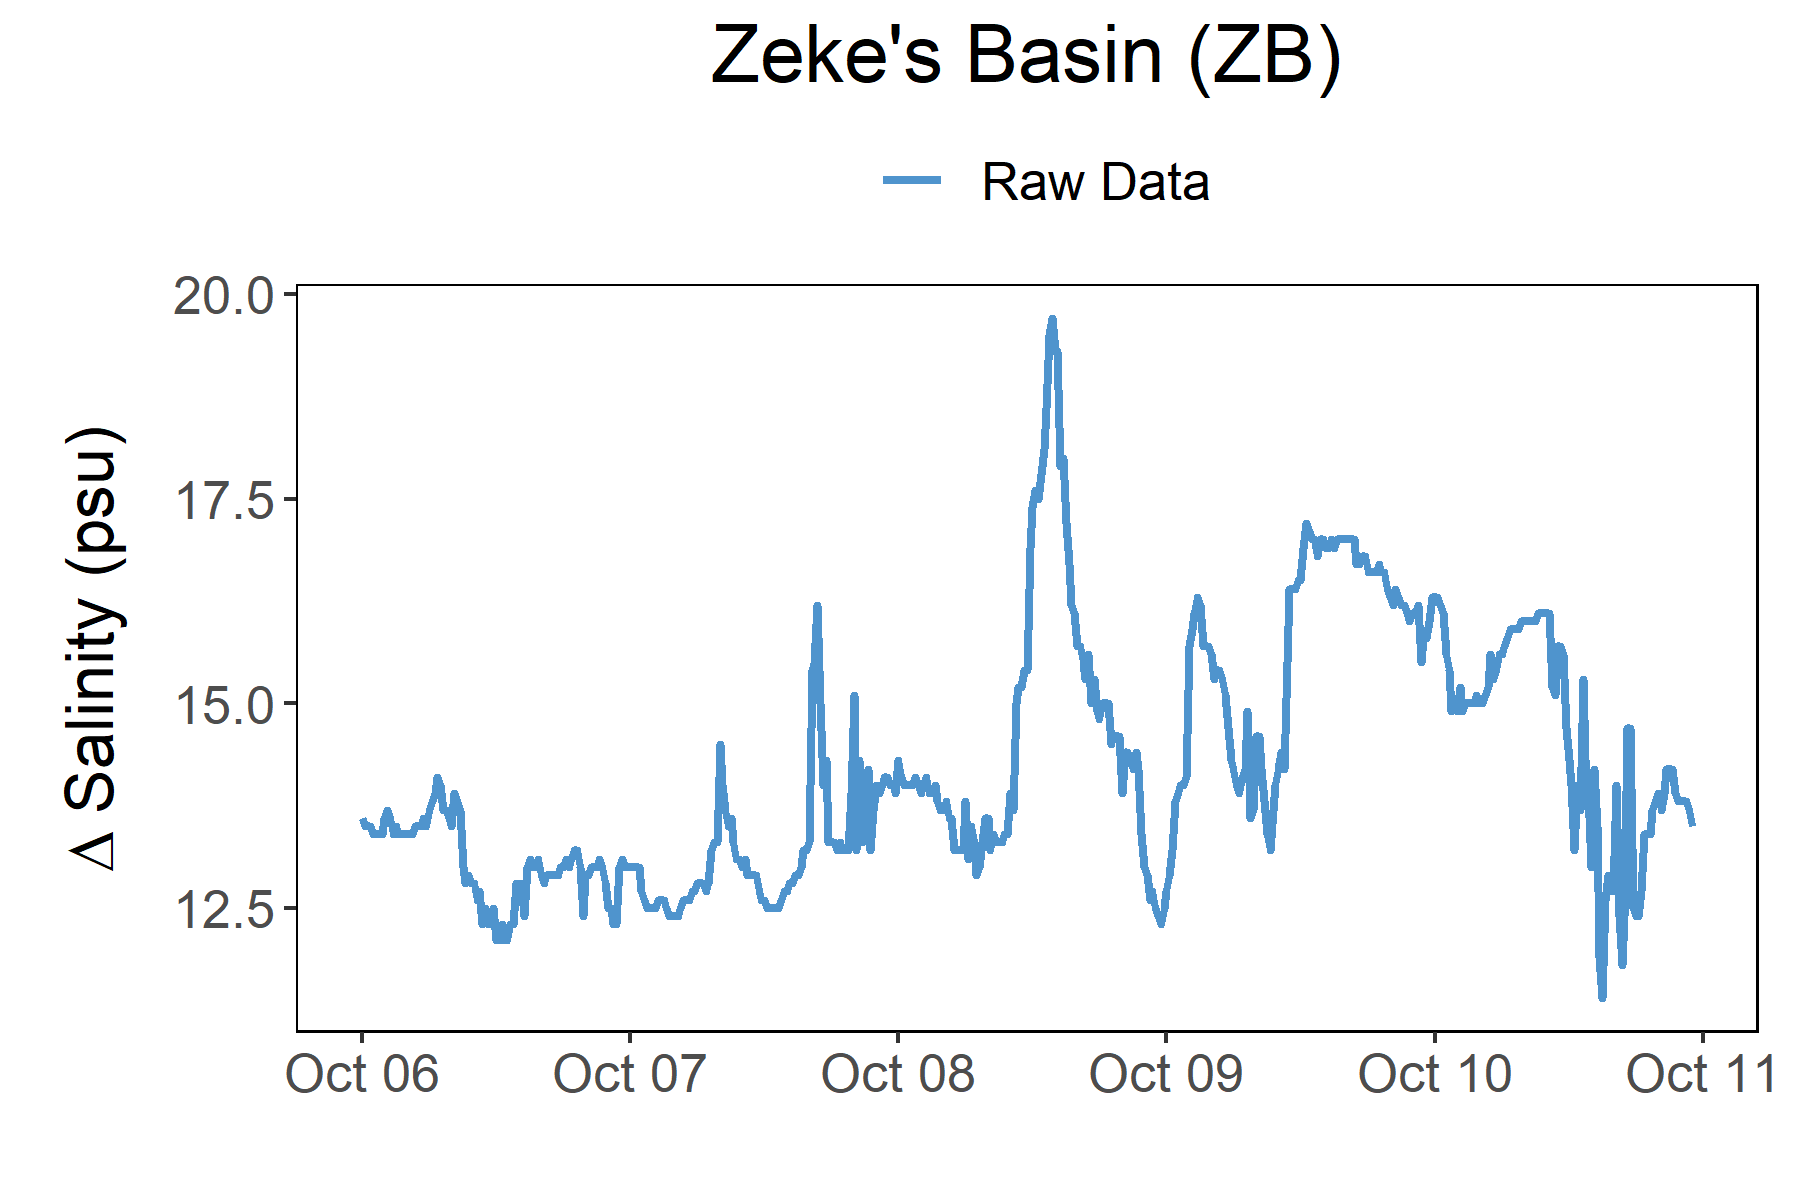 Zeke's Basin (ZB)
Raw Data
Δ Salinity (psu)
20.0
17.5
15.0
12.5
Oct 06 Oct 07 Oct 08 Oct 09 Oct 10 Oct 11